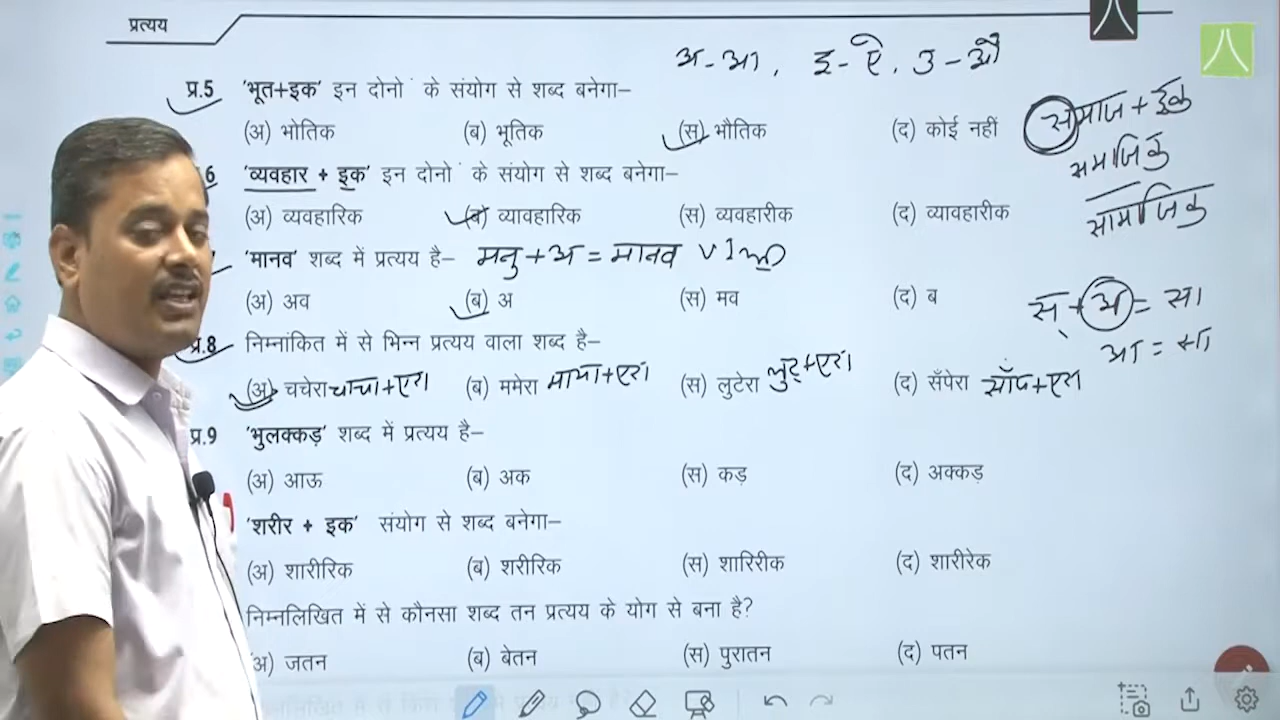 प्रत्यय
अ-आ, इ-ऐ, उ-औ
प्र.5 'भूत+इक' इन दोनों के संयोग से शब्द बनेगा–
(अ) भोतिक (ब) भूतिक (स) भौतिक (द) कोई नहीं
समाज + इक
समाजिक
सामाजिक
.6 'व्यवहार + इक' इन दोनों के संयोग से शब्द बनेगा–
(अ) व्यवहारिक (ब) व्यावहारिक (स) व्यवहारीक (द) व्यावहारीक
'मानव' शब्द में प्रत्यय है– मनु+अ = मानव
(अ) अव (ब) अ (स) मव (द) ब
स् + अ = सा
आ = सा
प्र.8 निम्नांकित में से भिन्न प्रत्यय वाला शब्द है–
(अ) चचेरा चाचा+एरा (ब) ममेरा मामा+एरा (स) लुटेरा लुट्+एरा (द) सँपेरा साँप+एरा
प्र.9 'भुलक्कड़' शब्द में प्रत्यय है–
(अ) आऊ (ब) अक (स) कड़ (द) अक्कड़
'शरीर + इक' संयोग से शब्द बनेगा–
(अ) शारीरिक (ब) शरीरिक (स) शारिरीक (द) शारीरेक
निम्नलिखित में से कौनसा शब्द तन प्रत्यय के योग से बना है?
(अ) जतन (ब) बेतन (स) पुरातन (द) पतन